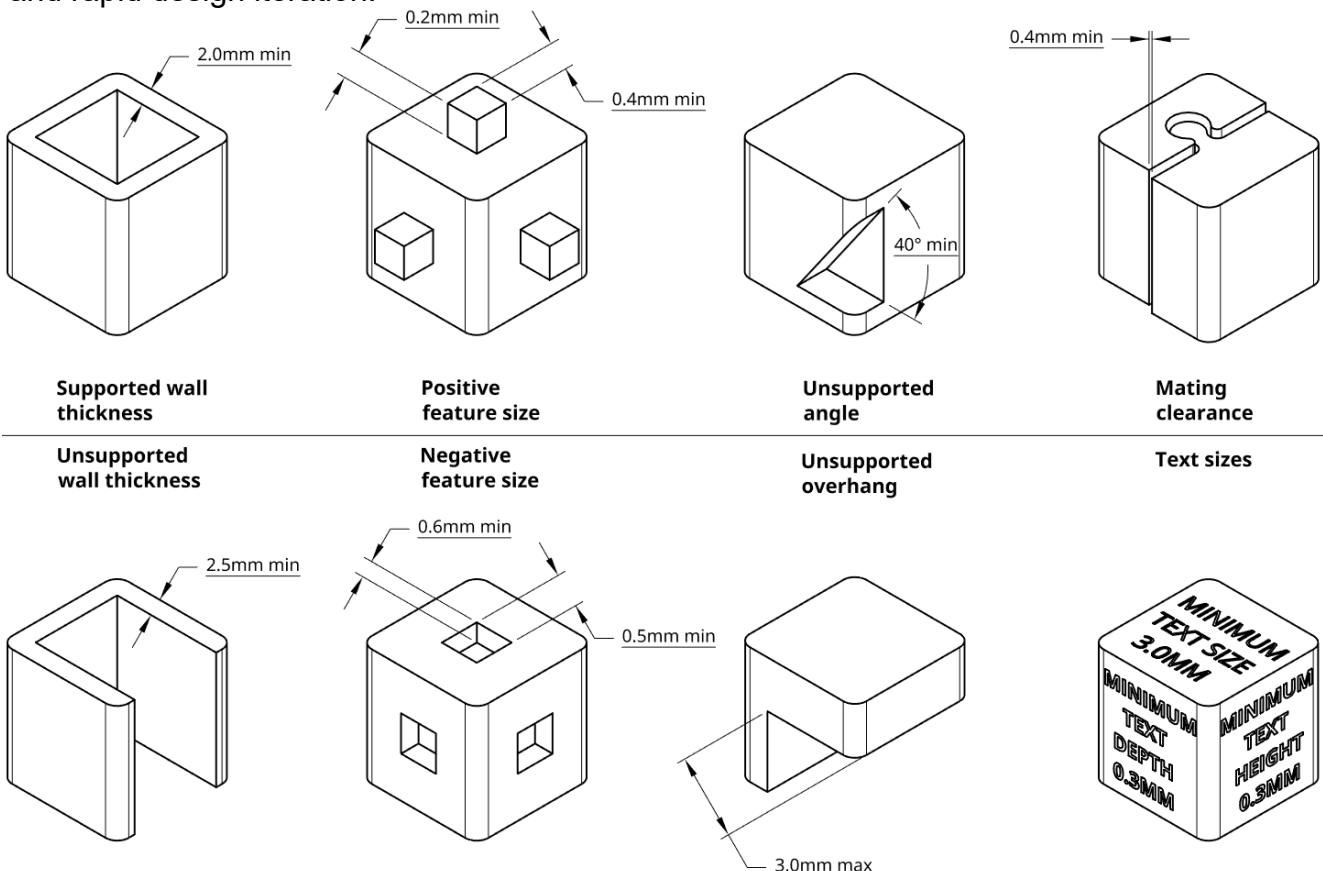 and rapid design iteration.
2.0mm min
0.2mm min
0.4mm min
40° min
0.4mm min
Supported wall
thickness
Positive
feature size
Unsupported
angle
Mating
clearance
Unsupported
wall thickness
Negative
feature size
Unsupported
overhang
Text sizes
2.5mm min
0.6mm min
0.5mm min
3.0mm max
MINIMUM
TEXT SIZE
3.0MM
MINIMUM
TEXT
DEPTH
0.3MM
MINIMUM
TEXT
HEIGHT
0.3MM